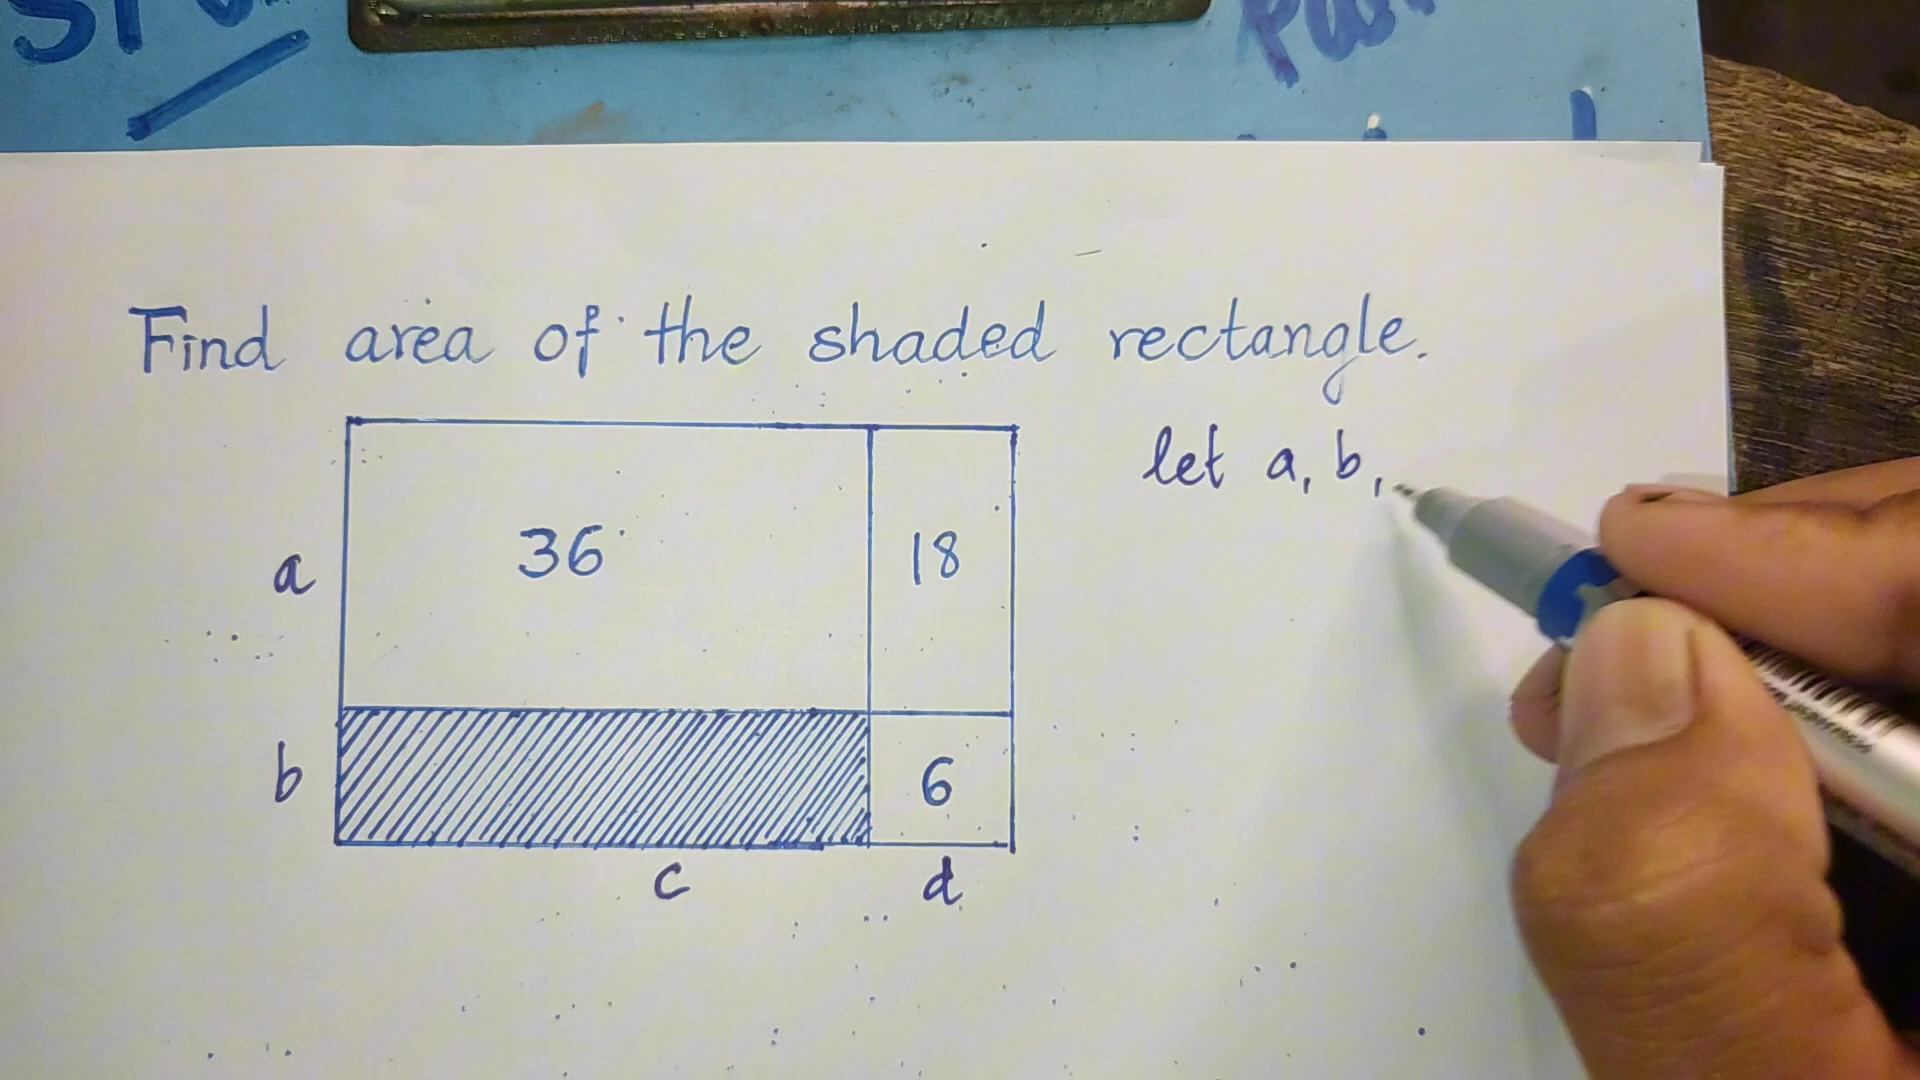 Find area of the shaded rectangle.
let a, b,
a 36 18
b 6
c d